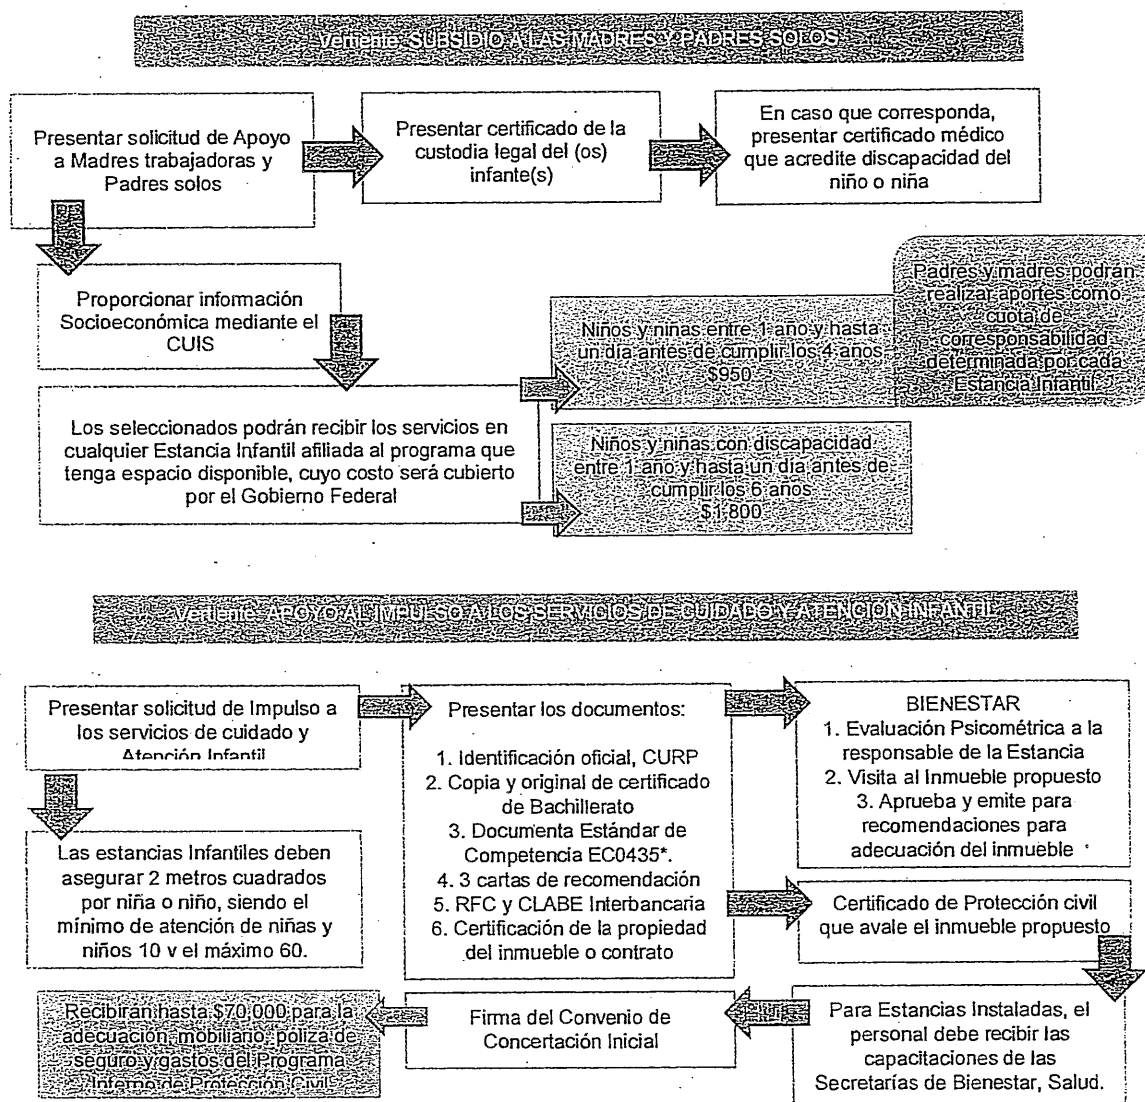 Vertiente: SUBSIDIO A LAS MADRES Y PADRES SOLOS
Presentar solicitud de Apoyo
a Madres trabajadoras y
Padres solos
Presentar certificado de la
custodia legal del (os)
infante(s)
En caso que corresponda,
presentar certificado médico
que acredite discapacidad del
niño o niña
Proporcionar información
Socioeconómica mediante el
CUIS
Los seleccionados podrán recibir los servicios en
cualquier Estancia Infantil afiliada al programa que
tenga espacio disponible, cuyo costo será cubierto
por el Gobierno Federal
Niños y niñas entre 1 año y hasta
un día antes de cumplir los 4 años
$950
Padres y madres podrán
realizar aportes como
cuota de
corresponsabilidad
determinada por cada
Estancia Infantil
Niños y niñas con discapacidad
entre 1 año y hasta un día antes de
cumplir los 6 años
$1,800
Vertiente: APOYO AL IMPULSO A LOS SERVICIOS DE CUIDADO Y ATENCIÓN INFANTIL
Presentar solicitud de Impulso a
los servicios de cuidado y
Atención Infantil
Las estancias Infantiles deben
asegurar 2 metros cuadrados
por niña o niño, siendo el
mínimo de atención de niñas y
niños 10 y el máximo 60.
Presentar los documentos:
1. Identificación oficial, CURP
2. Copia y original de certificado
de Bachillerato
3. Documenta Estándar de
Competencia EC0435*.
4. 3 cartas de recomendación
5. RFC y CLABE Interbancaria
6. Certificación de la propiedad
del inmueble o contrato
BIENESTAR
1. Evaluación Psicométrica a la
responsable de la Estancia
2. Visita al Inmueble propuesto
3. Aprueba y emite para
recomendaciones para
adecuación del inmueble
Certificado de Protección civil
que avale el inmueble propuesto
Para Estancias Instaladas, el
personal debe recibir las
capacitaciones de las
Secretarías de Bienestar, Salud.
Firma del Convenio de
Concertación Inicial
Recibirán hasta $70,000 para la
adecuación, mobiliario, póliza de
seguro y gastos del Programa
Interno de Protección Civil